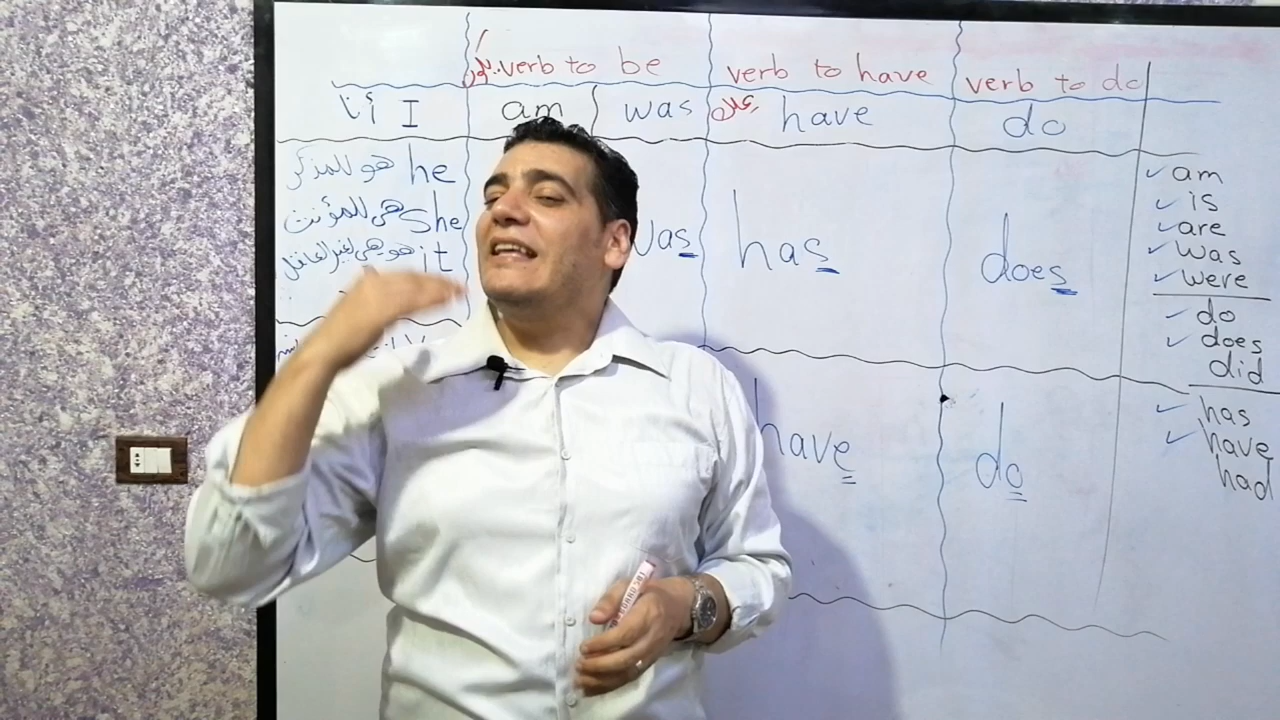 verb to be
verb to have
verb to do
أنا I
am
was
have
do
هو للمذكر he
هي للمؤنث She
هو هي لغير العاقل it
was
has
does
have
do
am
is
are
was
were
do
does
did
has
have
had